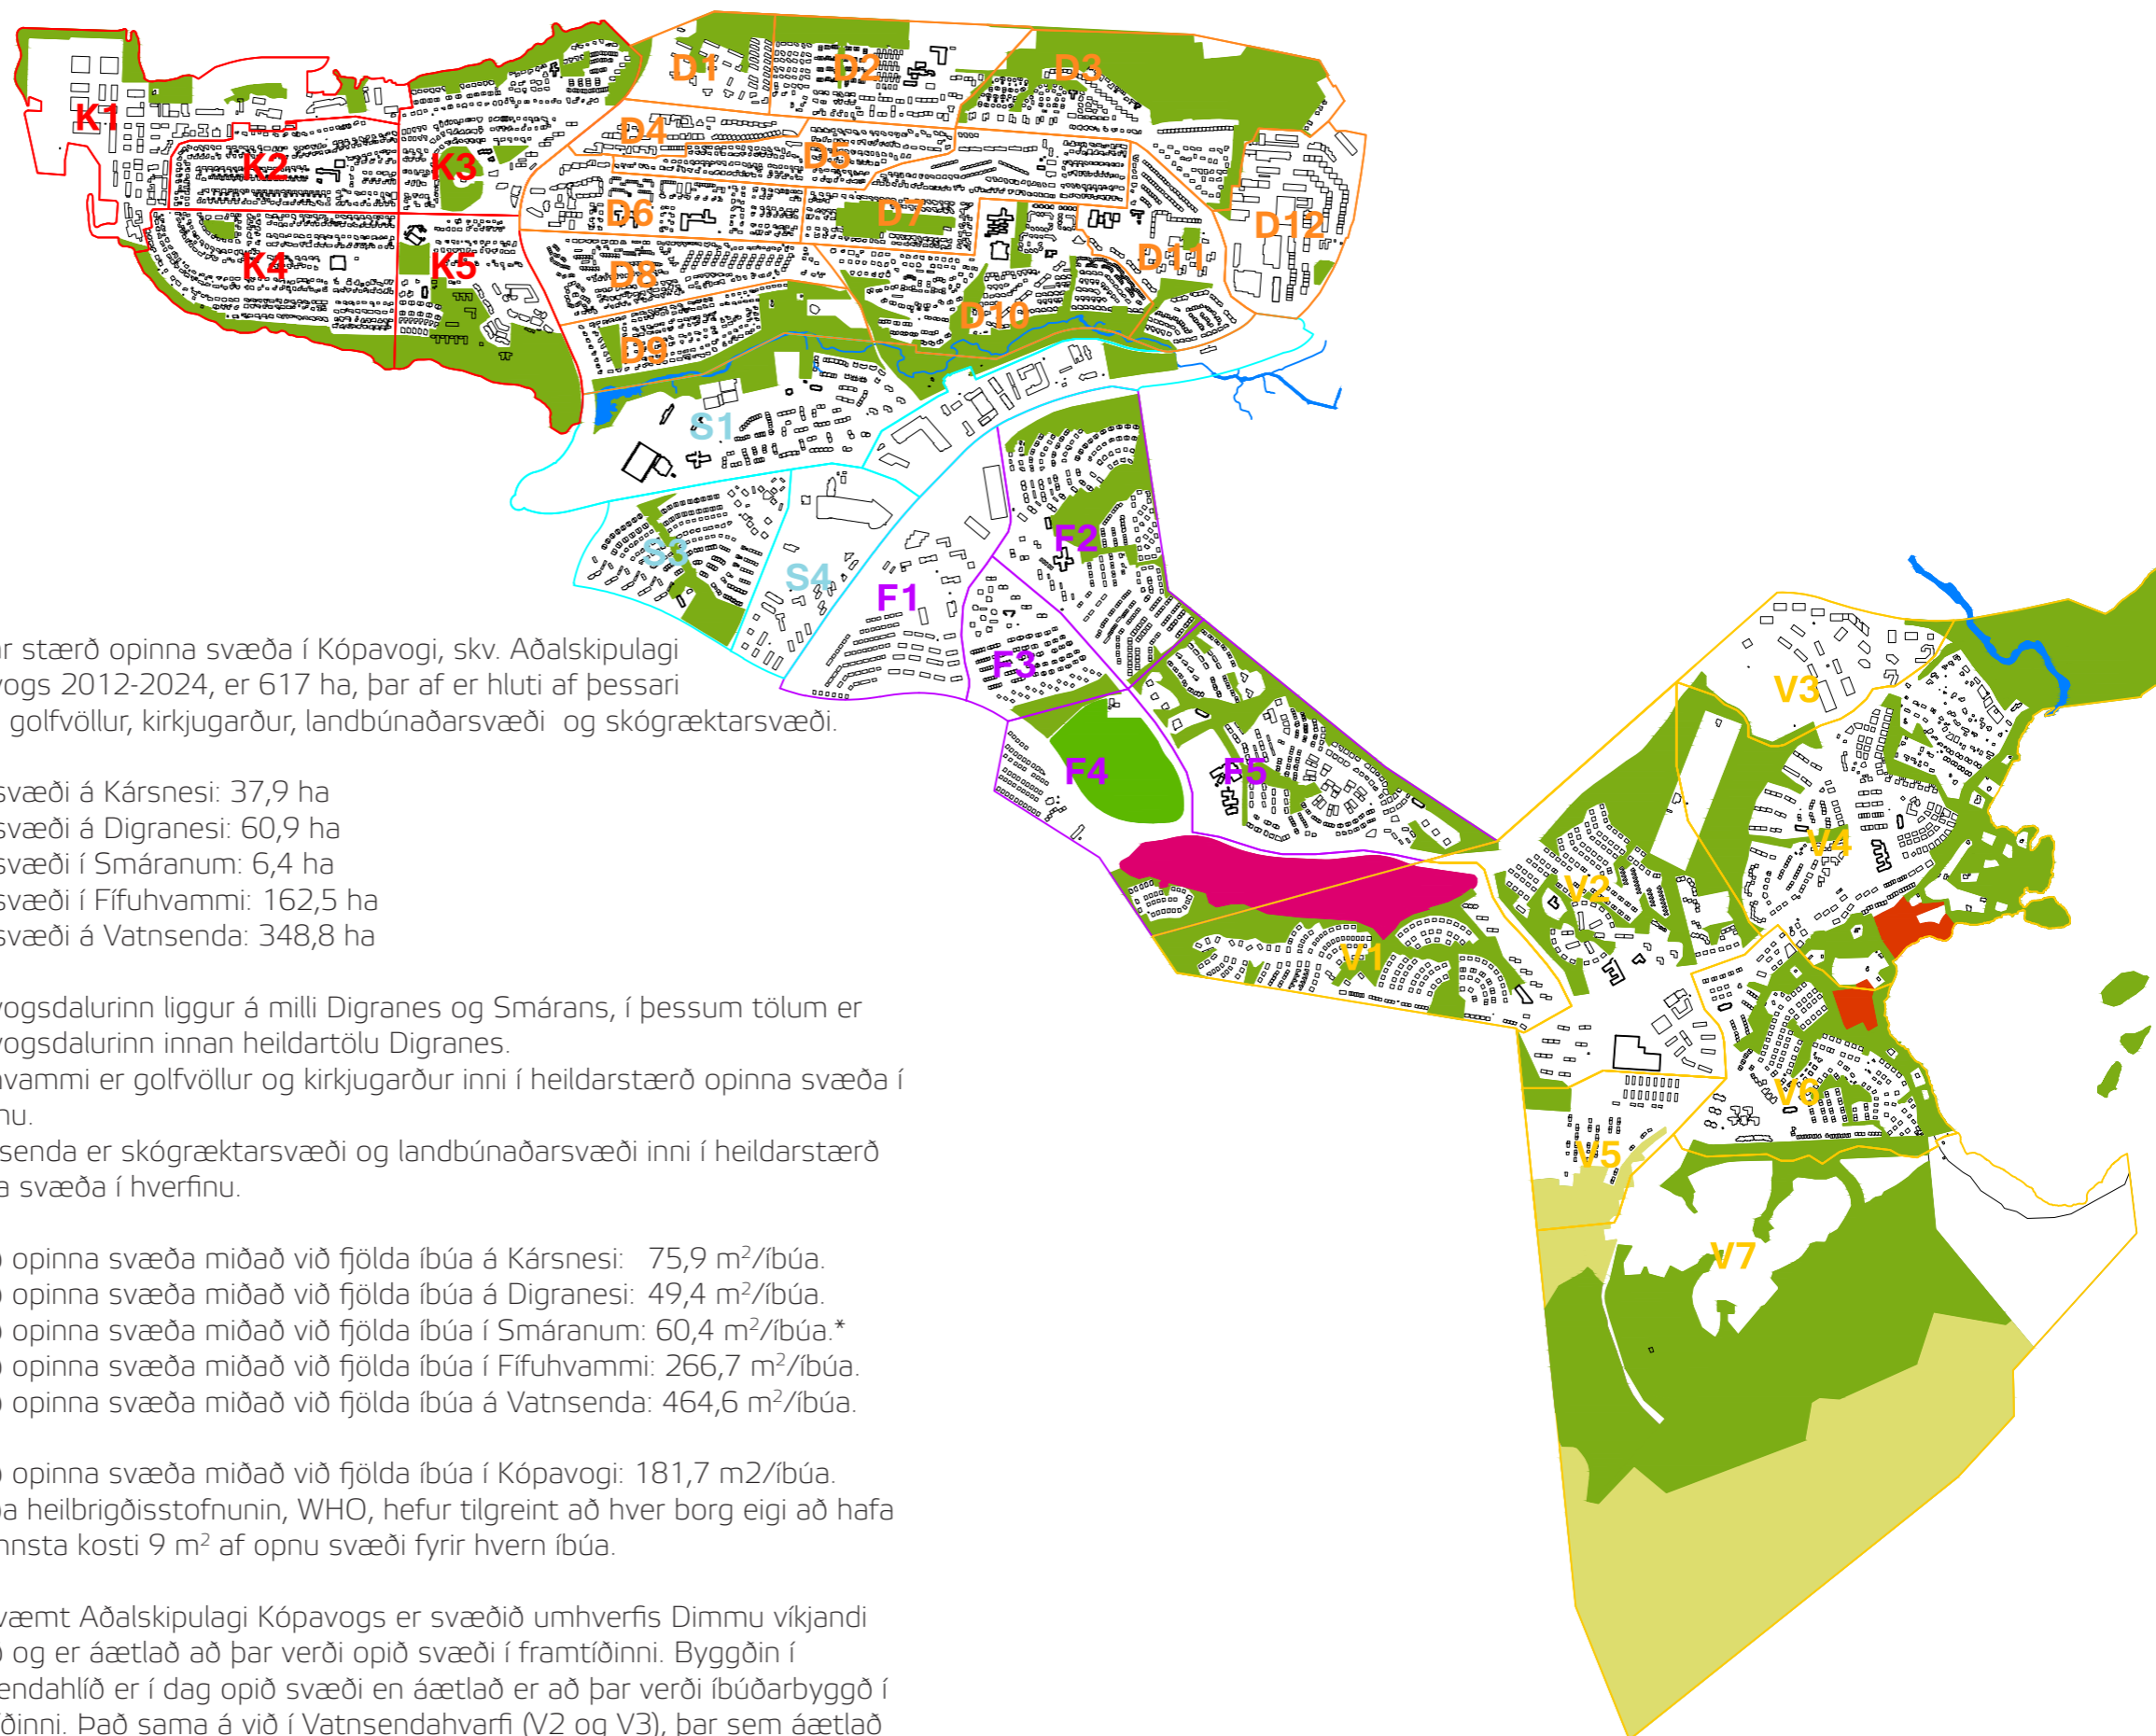 K1
K2
K3
K4
K5
D1
D2
D3
D4
D5
D6
D7
D8
D9
D10
D11
D12
S1
S3
S4
F1
F2
F3
F4
F5
V1
V2
V3
V4
V5
V6
V7
stærð opinna svæða í Kópavogi, skv. Aðalskipulagi
2012-2024, er 617 ha, þar af er hluti af þessari
golfvöllur, kirkjugarður, landbúnaðarsvæði og skógræktarsvæði.
svæði á Kársnesi: 37,9 ha
svæði á Digranesi: 60,9 ha
svæði í Smáranum: 6,4 ha
svæði í Fífuhvammi: 162,5 ha
svæði á Vatnsenda: 348,8 ha
vogsdalurinn liggur á milli Digranes og Smárans, í þessum tölum er
vogsdalurinn innan heildartölu Digranes.
vammi er golfvöllur og kirkjugarður inni í heildarstærð opinna svæða í
nu.
senda er skógræktarsvæði og landbúnaðarsvæði inni í heildarstærð
a svæða í hverfinu.
ð opinna svæða miðað við fjölda íbúa á Kársnesi: 75,9 m²/íbúa.
ð opinna svæða miðað við fjölda íbúa á Digranesi: 49,4 m²/íbúa.
ð opinna svæða miðað við fjölda íbúa í Smáranum: 60,4 m²/íbúa.*
ð opinna svæða miðað við fjölda íbúa í Fífuhvammi: 266,7 m²/íbúa.
ð opinna svæða miðað við fjölda íbúa á Vatnsenda: 464,6 m²/íbúa.
ð opinna svæða miðað við fjölda íbúa í Kópavogi: 181,7 m2/íbúa.
ða heilbrigðisstofnunin, WHO, hefur tilgreint að hver borg eigi að hafa
nnsta kosti 9 m² af opnu svæði fyrir hvern íbúa.
væmt Aðalskipulagi Kópavogs er svæðið umhverfis Dimmu víkjandi
ð og er áætlað að þar verði opið svæði í framtíðinni. Byggðin í
endahlíð er í dag opið svæði en áætlað er að þar verði íbúðarbyggð í
ðinni. Það sama á við í Vatnsendahvarfi (V2 og V3), þar sem áætlað